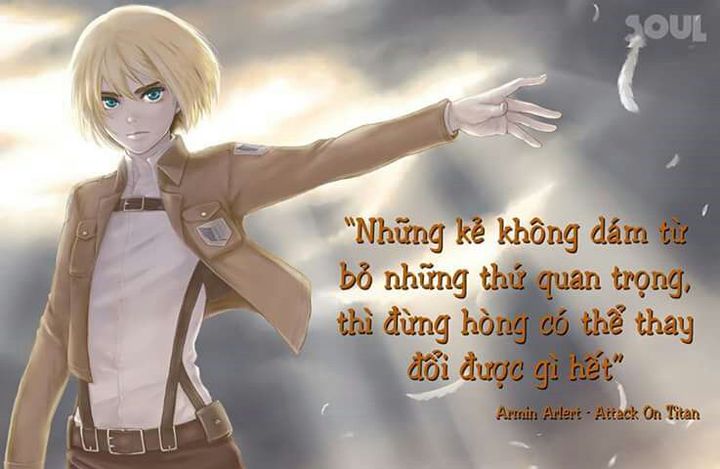 SOUL
“Những kẻ không dám từ
bỏ những thứ quan trọng,
thì đừng hòng có thể thay
đổi được gì hết”
Armin Arlert - Attack On Titan